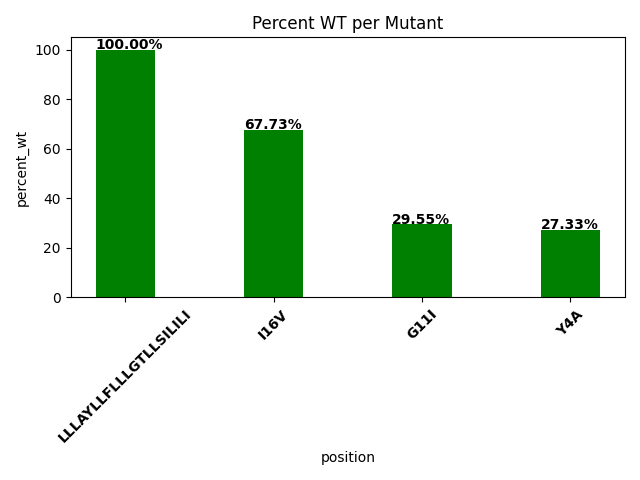 Percent WT per Mutant
percent_wt
100
80
60
40
20
0
100.00%
67.73%
29.55%
27.33%
LLLAYLLFLLLGTLLSILILI
I16V
G11I
Y4A
position